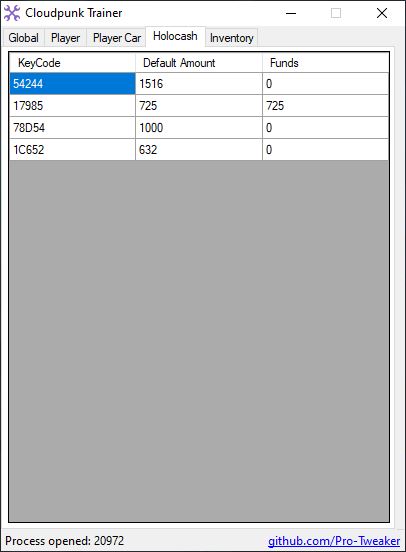 Cloudpunk Trainer
Global Player Player Car Holocash Inventory
KeyCode Default Amount Funds
54244 1516 0
17985 725 725
78D54 1000 0
1C652 632 0
Process opened: 20972 github.com/Pro-Tweaker